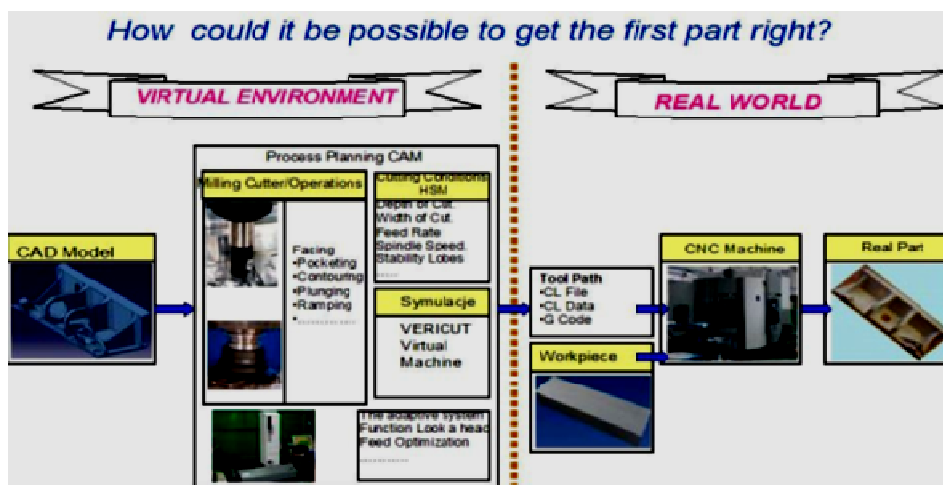 How could it be possible to get the first part right?
VIRTUAL ENVIRONMENT
REAL WORLD
Process Planning CAM
Milling Cutter/Operations
Cutting Conditions
HSM
Depth of Cut.
Width of Cut.
Feed Rate
Spindle Speed.
Stability Lobes
......
CAD Model
Facing
•Pocketing
•Contouring
•Plunging
•Ramping
•...............
Symulacje
VERICUT
Virtual
Machine
The adaptive system
Function Look a head
Feed Optimization
............
Tool Path
•CL File
•CL Data
•G Code
Workpiece
CNC Machine
Real Part